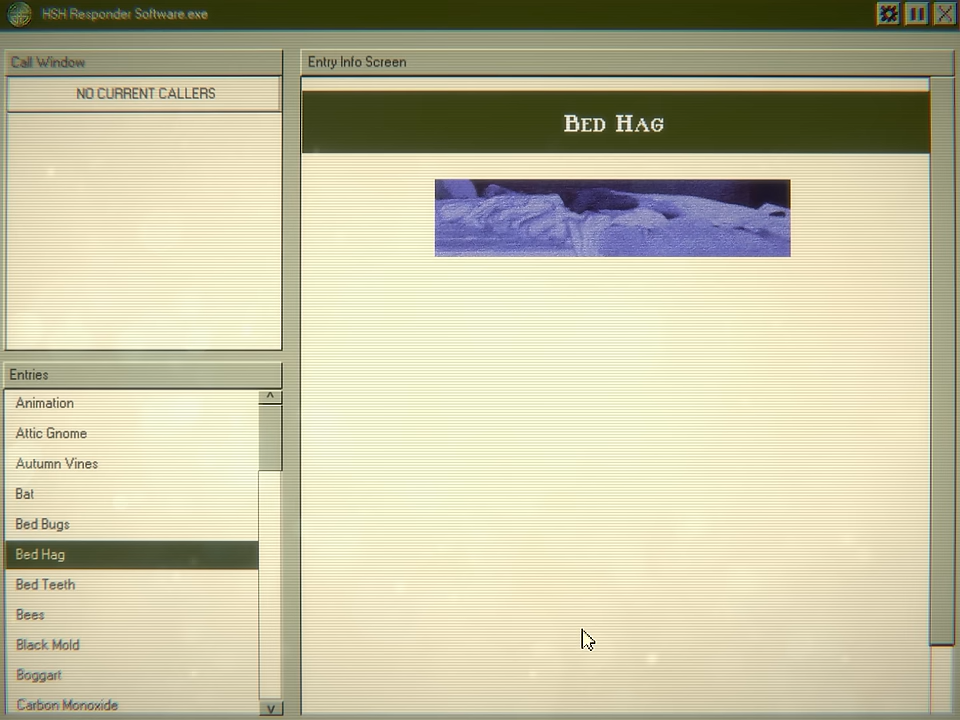 HSH Responder Software.exe
Call Window
NO CURRENT CALLERS
Entry Info Screen
Bed Hag
Entries
Animation
Attic Gnome
Autumn Vines
Bat
Bed Bugs
Bed Hag
Bed Teeth
Bees
Black Mold
Boggart
Carbon Monoxide